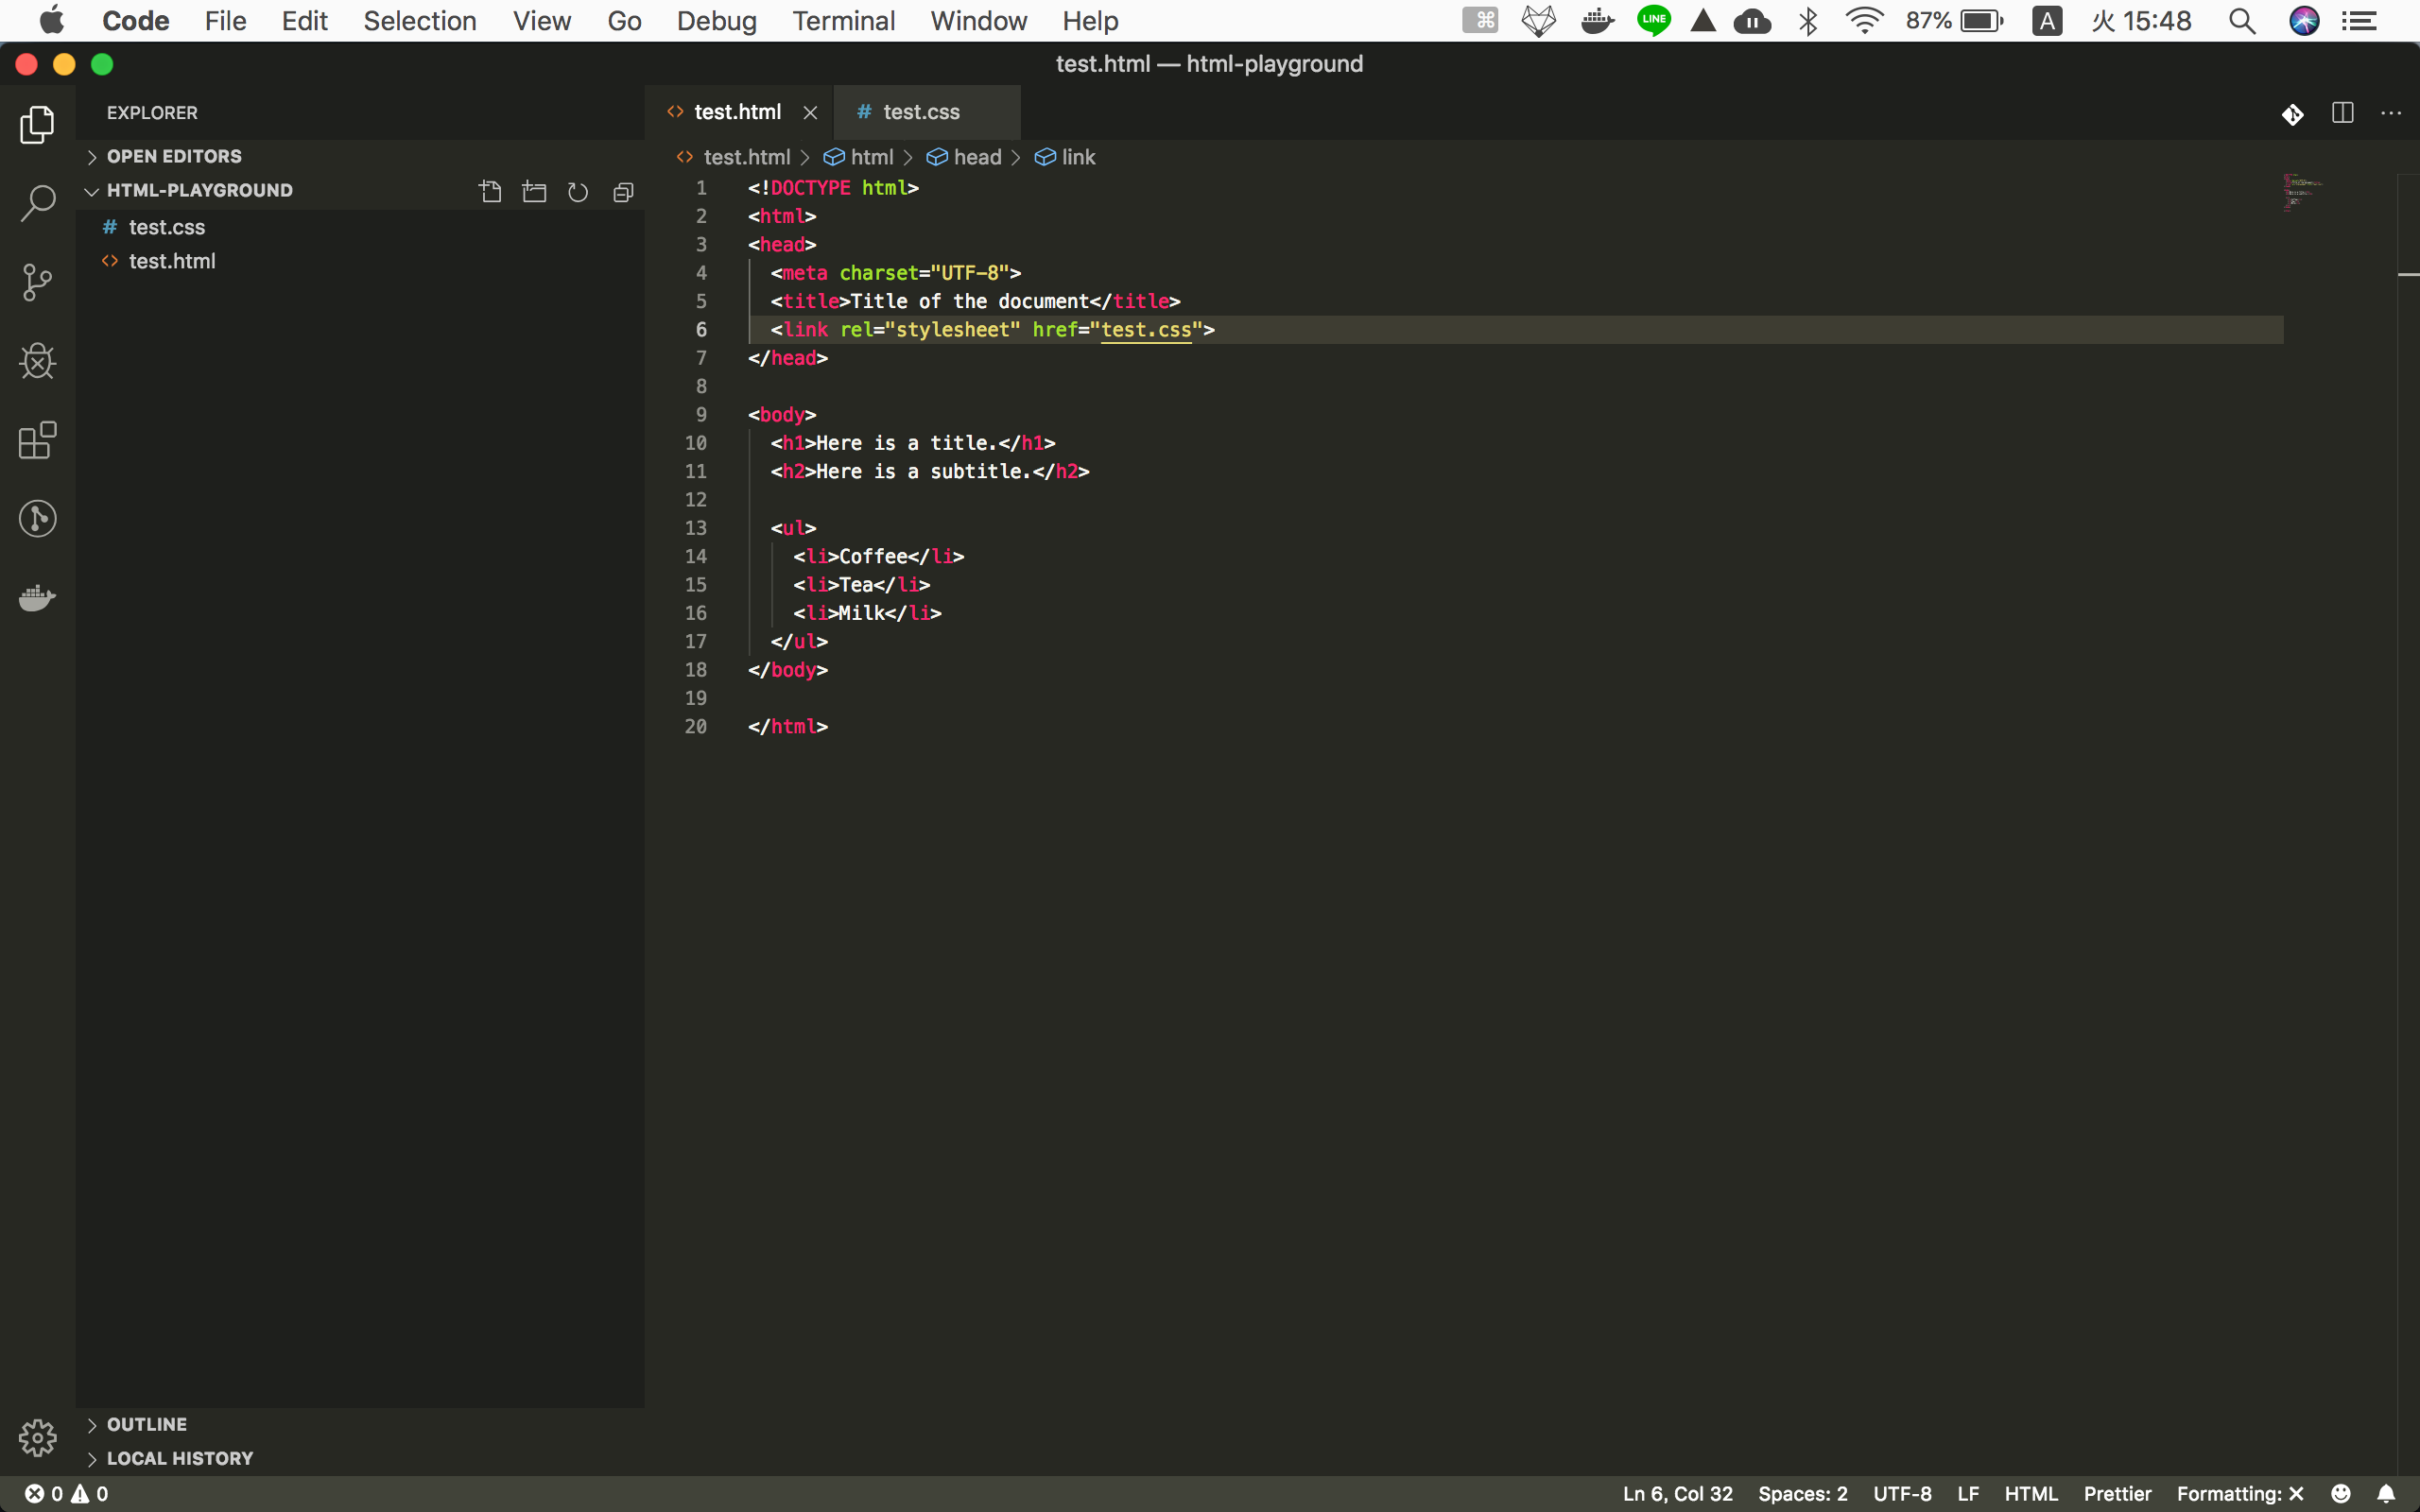 Code File Edit Selection View Go Debug Terminal Window Help ⌘ LINE 87% A 火 15:48
test.html — html-playground
EXPLORER
OPEN EDITORS
HTML-PLAYGROUND
# test.css
<> test.html
OUTLINE
LOCAL HISTORY
<> test.html # test.css
<> test.html > html > head > link
1 <!DOCTYPE html>
2 <html>
3 <head>
4   <meta charset="UTF-8">
5   <title>Title of the document</title>
6   <link rel="stylesheet" href="test.css">
7 </head>
8
9 <body>
10   <h1>Here is a title.</h1>
11   <h2>Here is a subtitle.</h2>
12
13   <ul>
14     <li>Coffee</li>
15     <li>Tea</li>
16     <li>Milk</li>
17   </ul>
18 </body>
19
20 </html>
0 0 Ln 6, Col 32 Spaces: 2 UTF-8 LF HTML Prettier Formatting: ✕